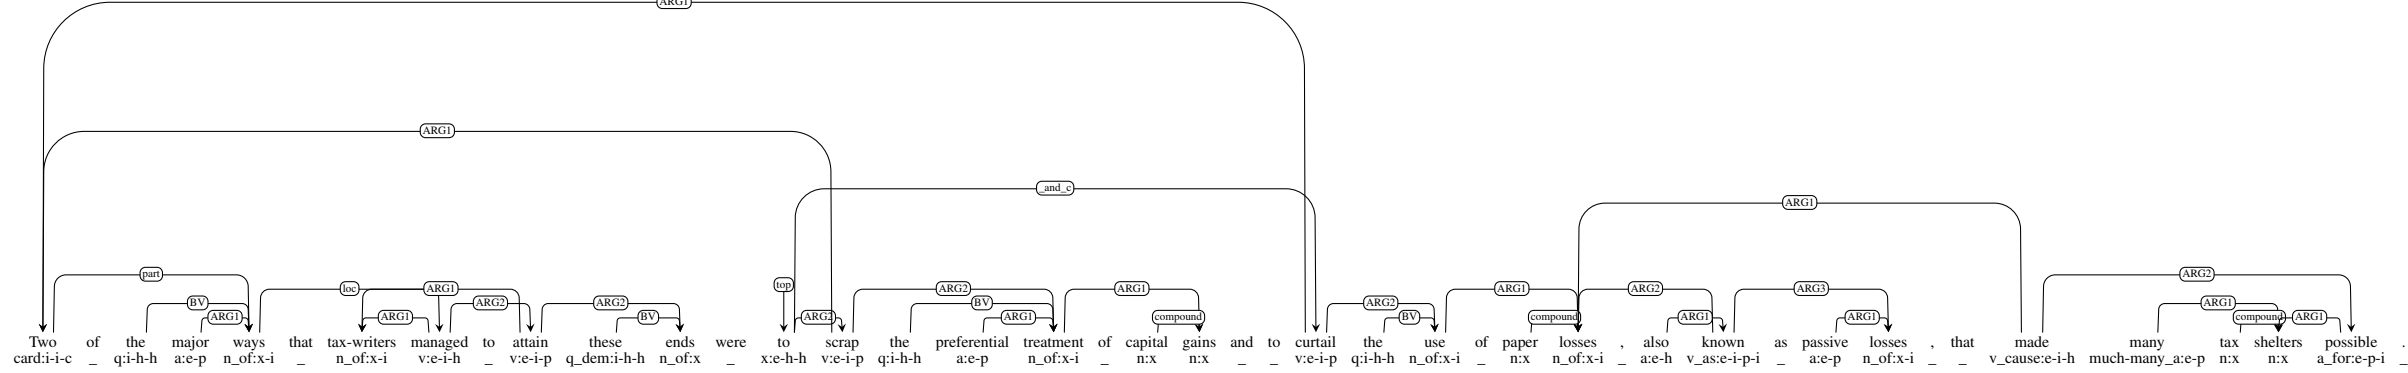 ARG1
ARG1
_and_c
ARG1
part loc ARG1 top ARG2 ARG1 ARG1 ARG2 ARG3 ARG2
BV ARG2 ARG2 BV ARG2 ARG1
ARG1 ARG1 BV ARG2 ARG1 compound BV compound ARG1 ARG1 compound ARG1
Two of the major ways that tax-writers managed to attain these ends were to scrap the preferential treatment of capital gains and to curtail the use of paper losses , also known as passive losses , that made many tax shelters possible .
card:i-i-c _ q:i-h-h a:e-p n_of:x-i _ n_of:x-i v:e-i-h _ v:e-i-p q_dem:i-h-h n_of:x _ x:e-h-h v:e-i-p q:i-h-h a:e-p n_of:x-i _ n:x n:x _ _ v:e-i-p q:i-h-h n_of:x-i _ n:x n_of:x-i _ a:e-h v_as:e-i-p-i _ a:e-p n_of:x-i _ _ v_cause:e-i-h much-many_a:e-p n:x n:x a_for:e-p-i _